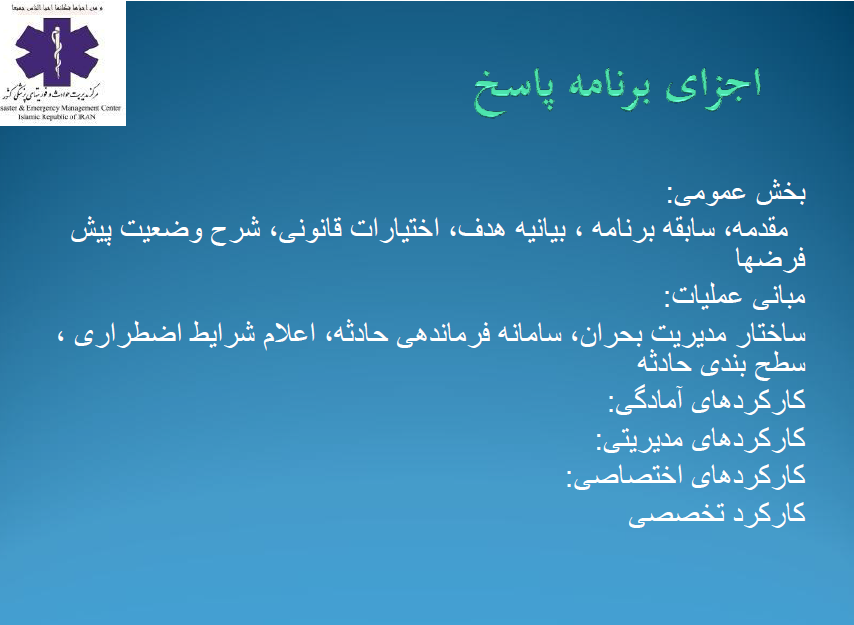 و من احیاها فکانما احیا الناس جمیعا
مرکز مدیریت حوادث و فوریتهای پزشکی کشور
saster & Emergency Management Center
Islamic Republic of IRAN
اجزای برنامه پاسخ
بخش عمومی:
مقدمه، سابقه برنامه ، بیانیه هدف، اختیارات قانونی، شرح وضعیت پیش
فرضها
مبانی عملیات:
ساختار مدیریت بحران، سامانه فرماندهی حادثه، اعلام شرایط اضطراری ،
سطح بندی حادثه
کارکردهای آمادگی:
کارکردهای مدیریتی:
کارکردهای اختصاصی:
کارکرد تخصصی